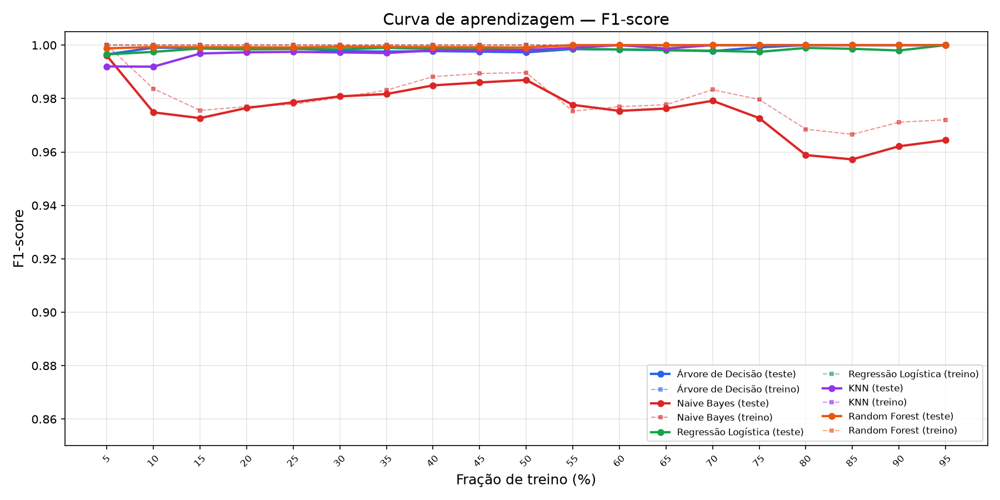 Curva de aprendizagem — F1-score
F1-score
1.00
0.98
0.96
0.94
0.92
0.90
0.88
0.86
5
10
15
20
25
30
35
40
45
50
55
60
65
70
75
80
85
90
95
Fração de treino (%)
Árvore de Decisão (teste)
Árvore de Decisão (treino)
Naive Bayes (teste)
Naive Bayes (treino)
Regressão Logística (teste)
Regressão Logística (treino)
KNN (teste)
KNN (treino)
Random Forest (teste)
Random Forest (treino)